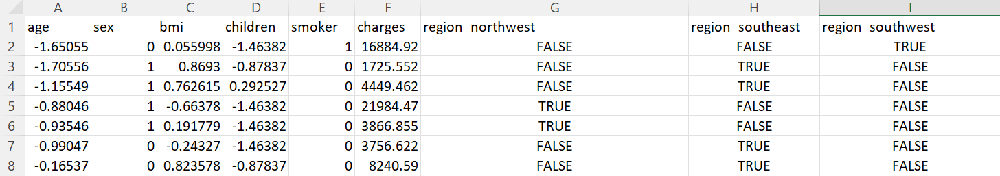 A B C D E F G H I
1 age sex bmi children smoker charges region_northwest region_southeast region_southwest
2 -1.65055 0 0.055998 -1.46382 1 16884.92 FALSE FALSE TRUE
3 -1.70556 1 0.8693 -0.87837 0 1725.552 FALSE TRUE FALSE
4 -1.15549 1 0.762615 0.292527 0 4449.462 FALSE TRUE FALSE
5 -0.88046 1 -0.66378 -1.46382 0 21984.47 TRUE FALSE FALSE
6 -0.93546 1 0.191779 -1.46382 0 3866.855 TRUE FALSE FALSE
7 -0.99047 0 -0.24327 -1.46382 0 3756.622 FALSE TRUE FALSE
8 -0.16537 0 0.823578 -0.87837 0 8240.59 FALSE TRUE FALSE